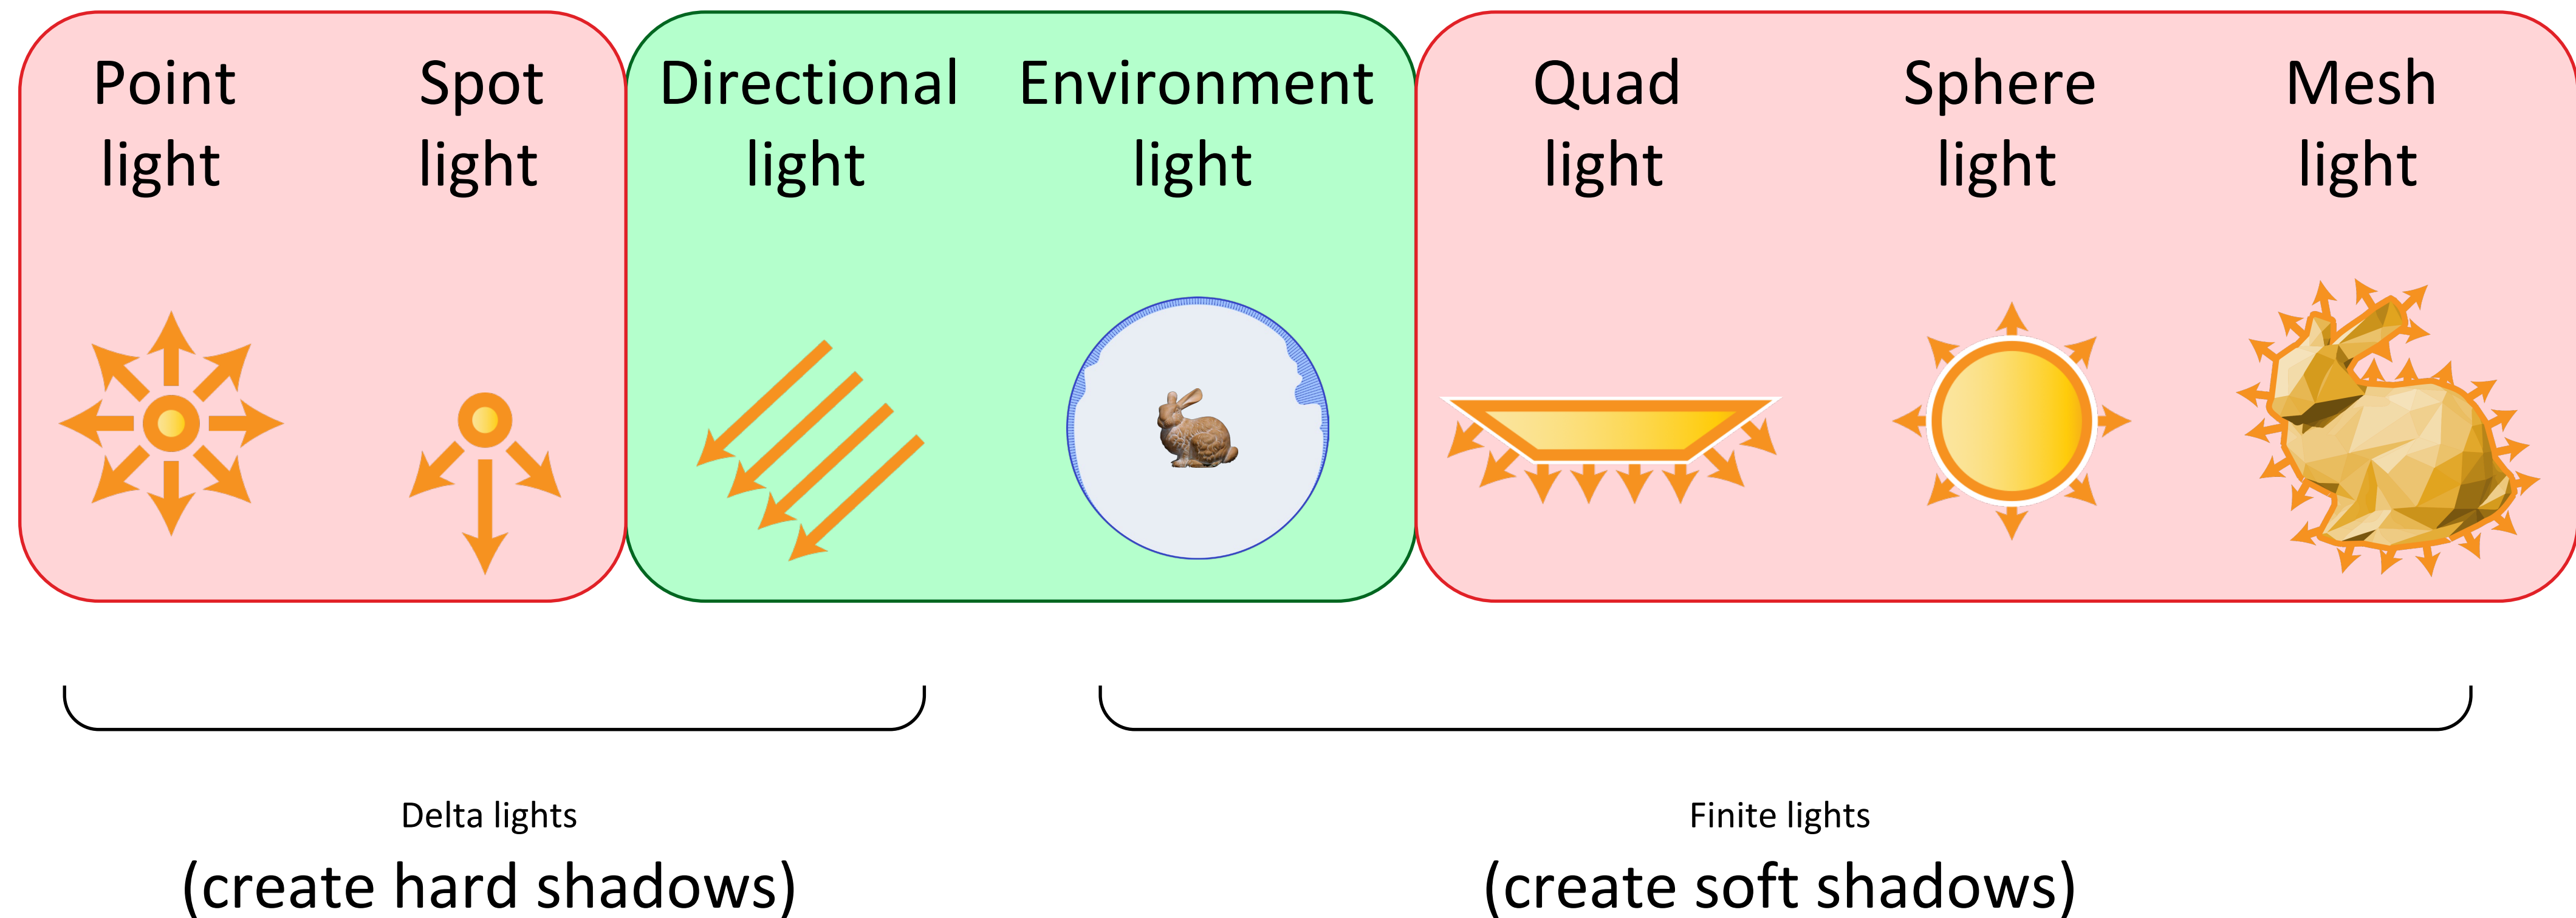 Point
light
Spot
light
Directional
light
Environment
light
Quad
light
Sphere
light
Mesh
light
Delta lights
(create hard shadows)
Finite lights
(create soft shadows)